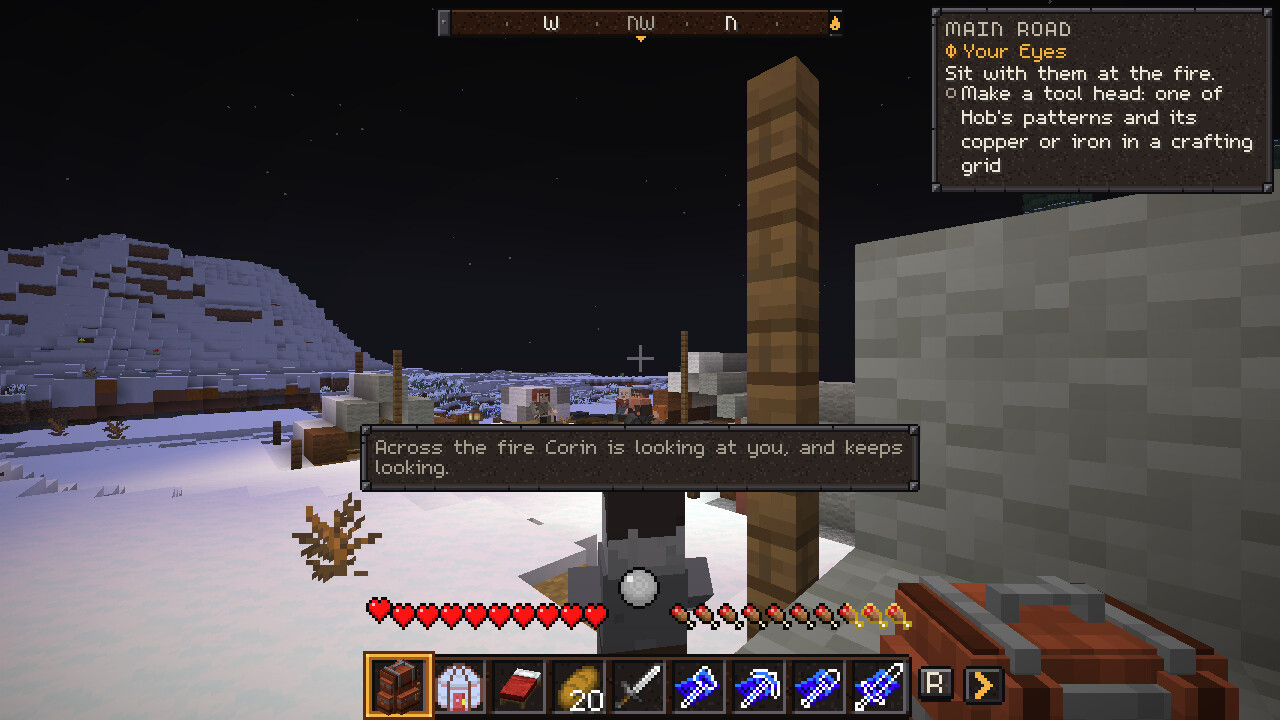 W NW N
MAIN ROAD
Your Eyes
Sit with them at the fire.
Make a tool head: one of
Hob's patterns and its
copper or iron in a crafting
grid
Across the fire Corin is looking at you, and keeps
looking.
20
R